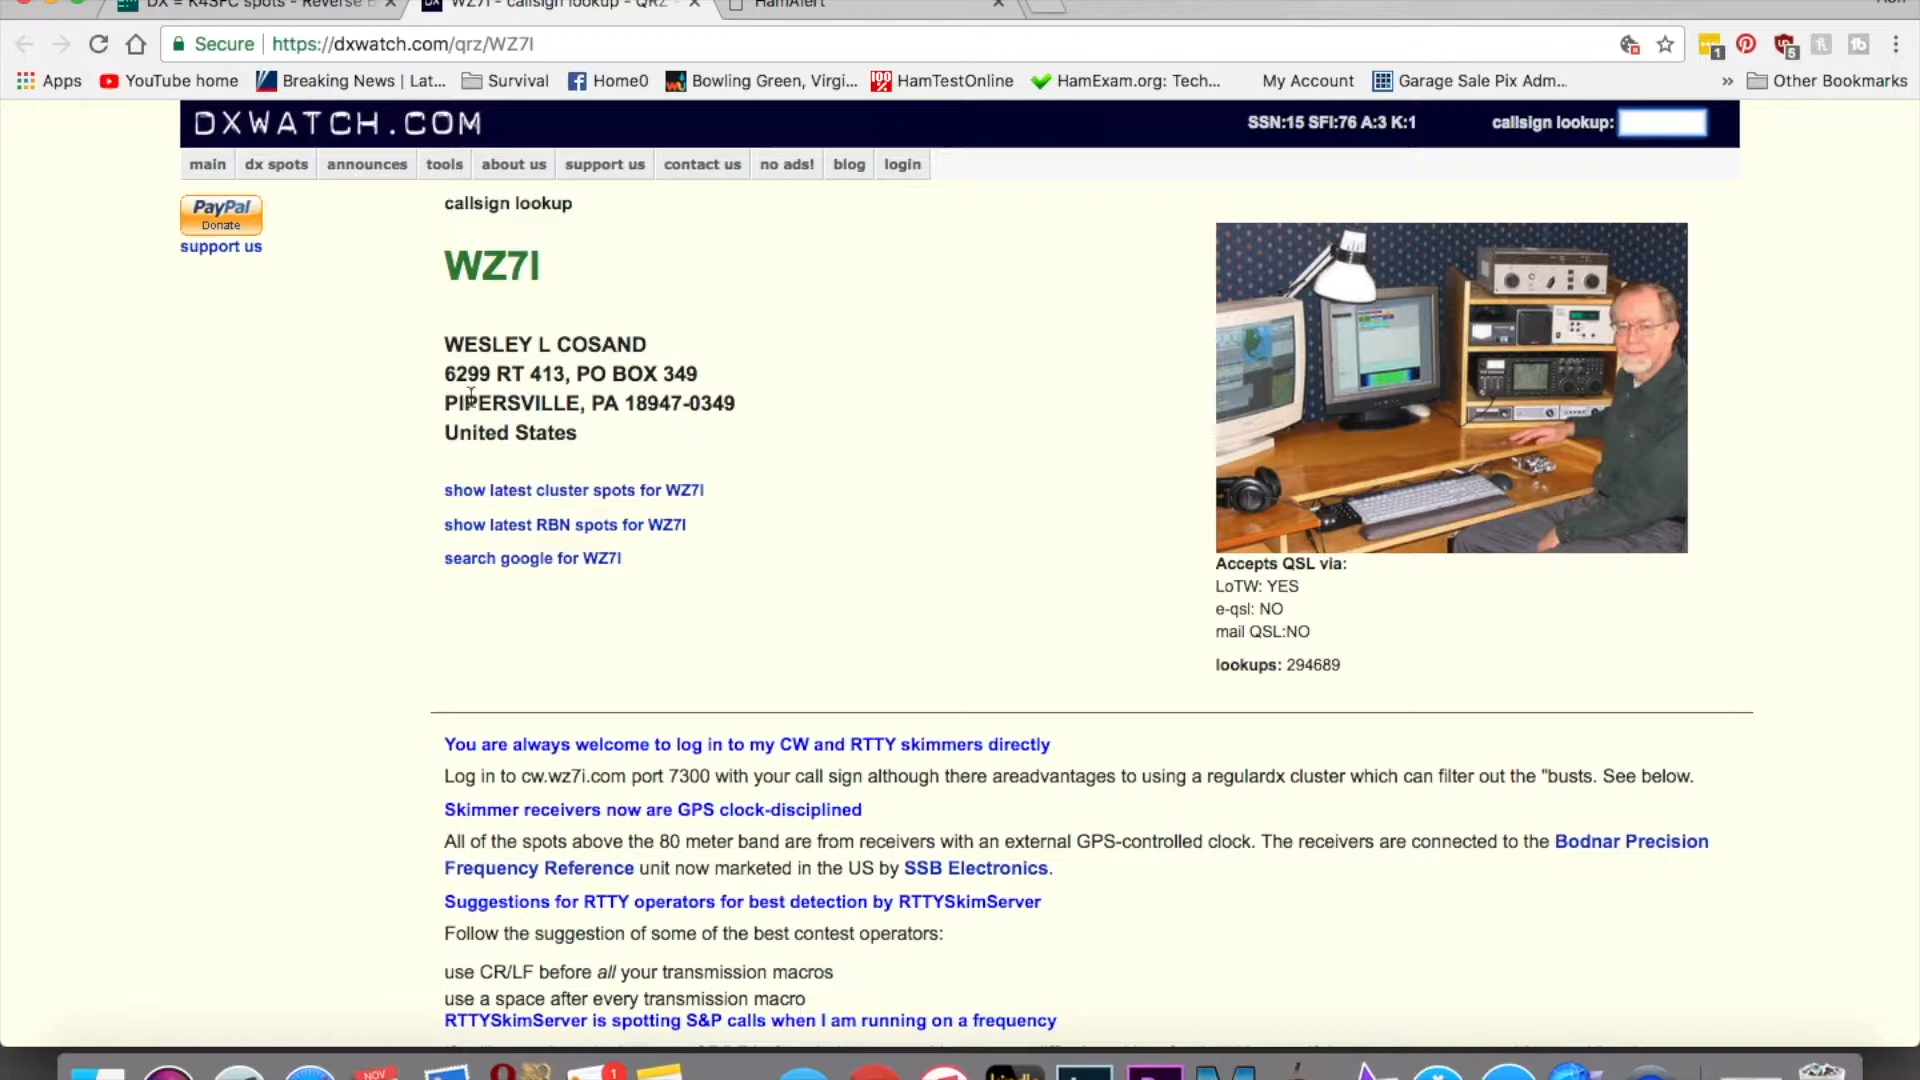 DX = K4SFC spots - Reverse B
WZ7I - callsign lookup - QRZ -
HamAlert
Secure https://dxwatch.com/qrz/WZ7I
Apps YouTube home Breaking News | Lat... Survival Home0 Bowling Green, Virgi... HamTestOnline HamExam.org: Tech... My Account Garage Sale Pix Adm... » Other Bookmarks
DXWATCH.COM SSN:15 SFI:76 A:3 K:1 callsign lookup:
main dx spots announces tools about us support us contact us no ads! blog login
PayPal
Donate
support us
callsign lookup
WZ7I
WESLEY L COSAND
6299 RT 413, PO BOX 349
PIPERSVILLE, PA 18947-0349
United States
show latest cluster spots for WZ7I
show latest RBN spots for WZ7I
search google for WZ7I
Accepts QSL via:
LoTW: YES
e-qsl: NO
mail QSL:NO
lookups: 294689
You are always welcome to log in to my CW and RTTY skimmers directly
Log in to cw.wz7i.com port 7300 with your call sign although there areadvantages to using a regulardx cluster which can filter out the "busts. See below.
Skimmer receivers now are GPS clock-disciplined
All of the spots above the 80 meter band are from receivers with an external GPS-controlled clock. The receivers are connected to the Bodnar Precision
Frequency Reference unit now marketed in the US by SSB Electronics.
Suggestions for RTTY operators for best detection by RTTYSkimServer
Follow the suggestion of some of the best contest operators:
use CR/LF before all your transmission macros
use a space after every transmission macro
RTTYSkimServer is spotting S&P calls when I am running on a frequency
NOV
1
kindle